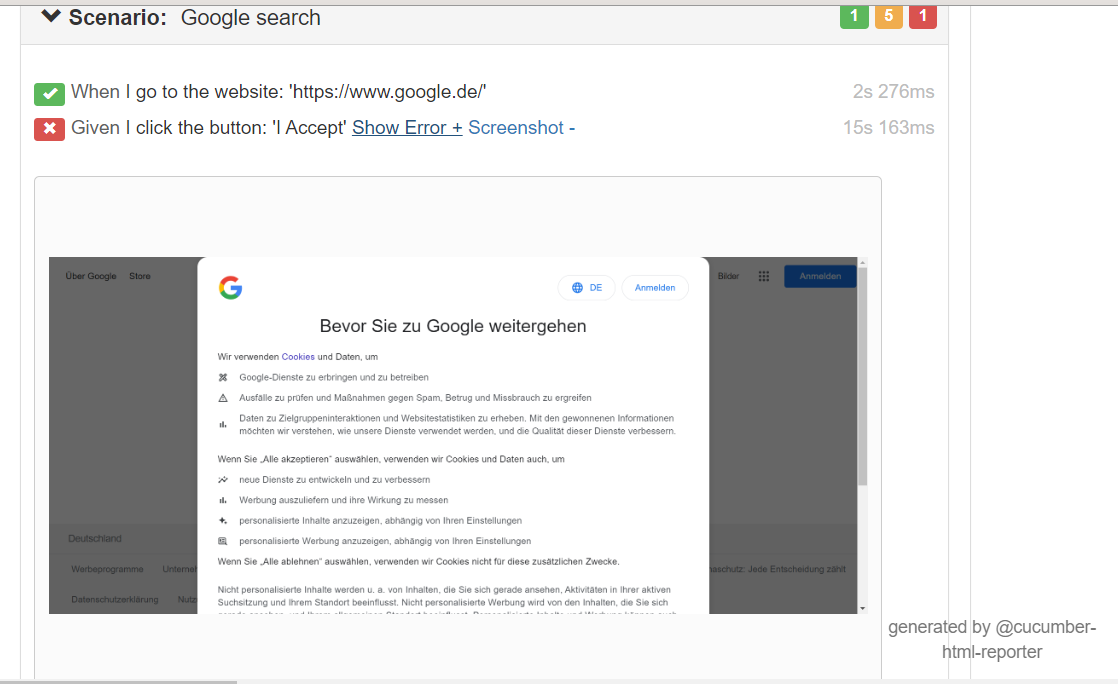 Scenario: Google search
1 5 1
When I go to the website: 'https://www.google.de/' 2s 276ms
Given I click the button: 'I Accept' Show Error + Screenshot - 15s 163ms
Über Google Store
Bilder
Anmelden
DE
Anmelden
Bevor Sie zu Google weitergehen
Wir verwenden Cookies und Daten, um
Google-Dienste zu erbringen und zu betreiben
Ausfälle zu prüfen und Maßnahmen gegen Spam, Betrug und Missbrauch zu ergreifen
Daten zu Zielgruppeninteraktionen und Websitestatistiken zu erheben. Mit den gewonnenen Informationen
möchten wir verstehen, wie unsere Dienste verwendet werden, und die Qualität dieser Dienste verbessern.
Wenn Sie „Alle akzeptieren" auswählen, verwenden wir Cookies und Daten auch, um
neue Dienste zu entwickeln und zu verbessern
Werbung auszuliefern und ihre Wirkung zu messen
personalisierte Inhalte anzuzeigen, abhängig von Ihren Einstellungen
personalisierte Werbung anzuzeigen, abhängig von Ihren Einstellungen
Wenn Sie „Alle ablehnen" auswählen, verwenden wir Cookies nicht für diese zusätzlichen Zwecke.
Nicht personalisierte Inhalte werden u. a. von Inhalten, die Sie sich gerade ansehen, Aktivitäten in Ihrer aktiven
Suchsitzung und Ihrem Standort beeinflusst. Nicht personalisierte Werbung wird von den Inhalten, die Sie sich
Deutschland
Werbeprogramme Unternet
naschutz: Jede Entscheidung zählt
Datenschutzerklärung Nutz
generated by @cucumber-
html-reporter